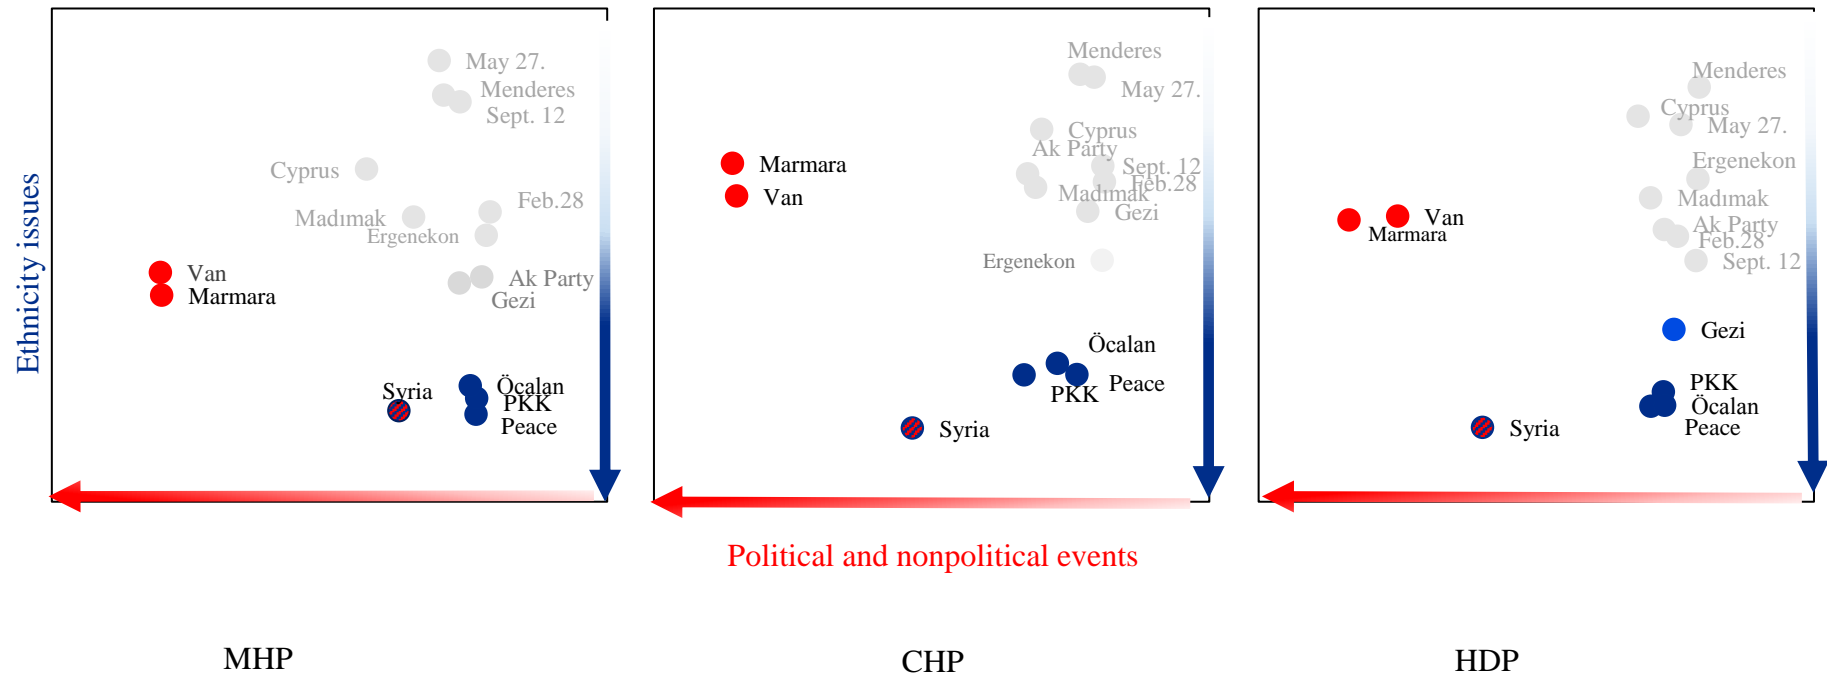 May 27.
Menderes
Sept. 12
Cyprus
Feb.28
Madımak
Ergenekon
Van
Marmara
Ak Party
Gezi
Syria
Öcalan
PKK
Peace
Menderes
May 27.
Cyprus
Ak Party
Marmara
Sept. 12
Feb.28
Van
Madımak
Gezi
Ergenekon
Öcalan
Peace
PKK
Syria
Menderes
Cyprus
May 27.
Ergenekon
Madımak
Van
Marmara
Ak Party
Feb.28
Sept. 12
Gezi
PKK
Öcalan
Peace
Syria
Ethnicity issues
Political and nonpolitical events
MHP
CHP
HDP